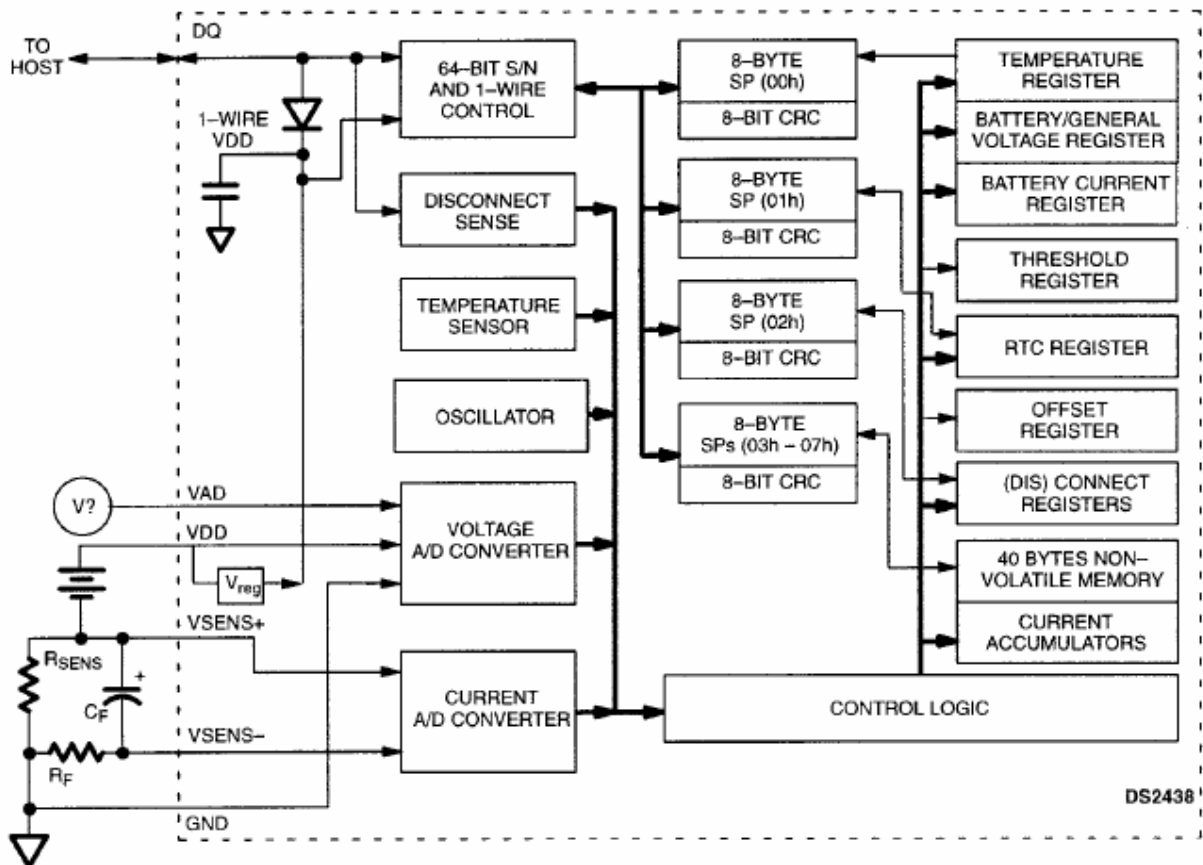 DQ
TO
HOST
1–WIRE
VDD
64–BIT S/N
AND 1–WIRE
CONTROL
DISCONNECT
SENSE
TEMPERATURE
SENSOR
OSCILLATOR
V?
VAD
VDD
Vreg
VOLTAGE
A/D CONVERTER
VSENS+
RSENS
+
CF
CURRENT
A/D CONVERTER
VSENS–
RF
GND
8–BYTE
SP (00h)
8–BIT CRC
8–BYTE
SP (01h)
8–BIT CRC
8–BYTE
SP (02h)
8–BIT CRC
8–BYTE
SPs (03h – 07h)
8–BIT CRC
TEMPERATURE
REGISTER
BATTERY/GENERAL
VOLTAGE REGISTER
BATTERY CURRENT
REGISTER
THRESHOLD
REGISTER
RTC REGISTER
OFFSET
REGISTER
(DIS) CONNECT
REGISTERS
40 BYTES NON–
VOLATILE MEMORY
CURRENT
ACCUMULATORS
CONTROL LOGIC
DS2438